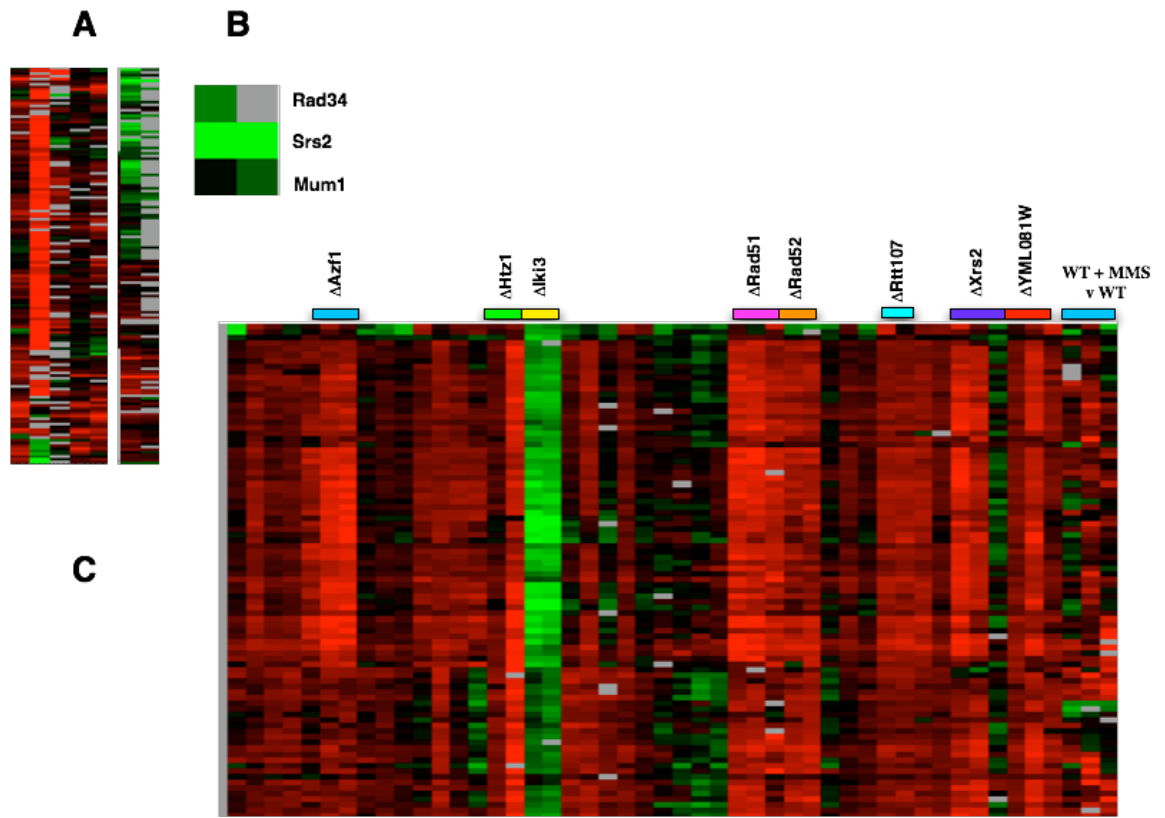 A
B
Rad34
Srs2
Mum1
ΔAzf1
ΔHtz1
ΔIki3
ΔRad51
ΔRad52
ΔRtt107
ΔXrs2
ΔYML081W
WT + MMS
v WT
C